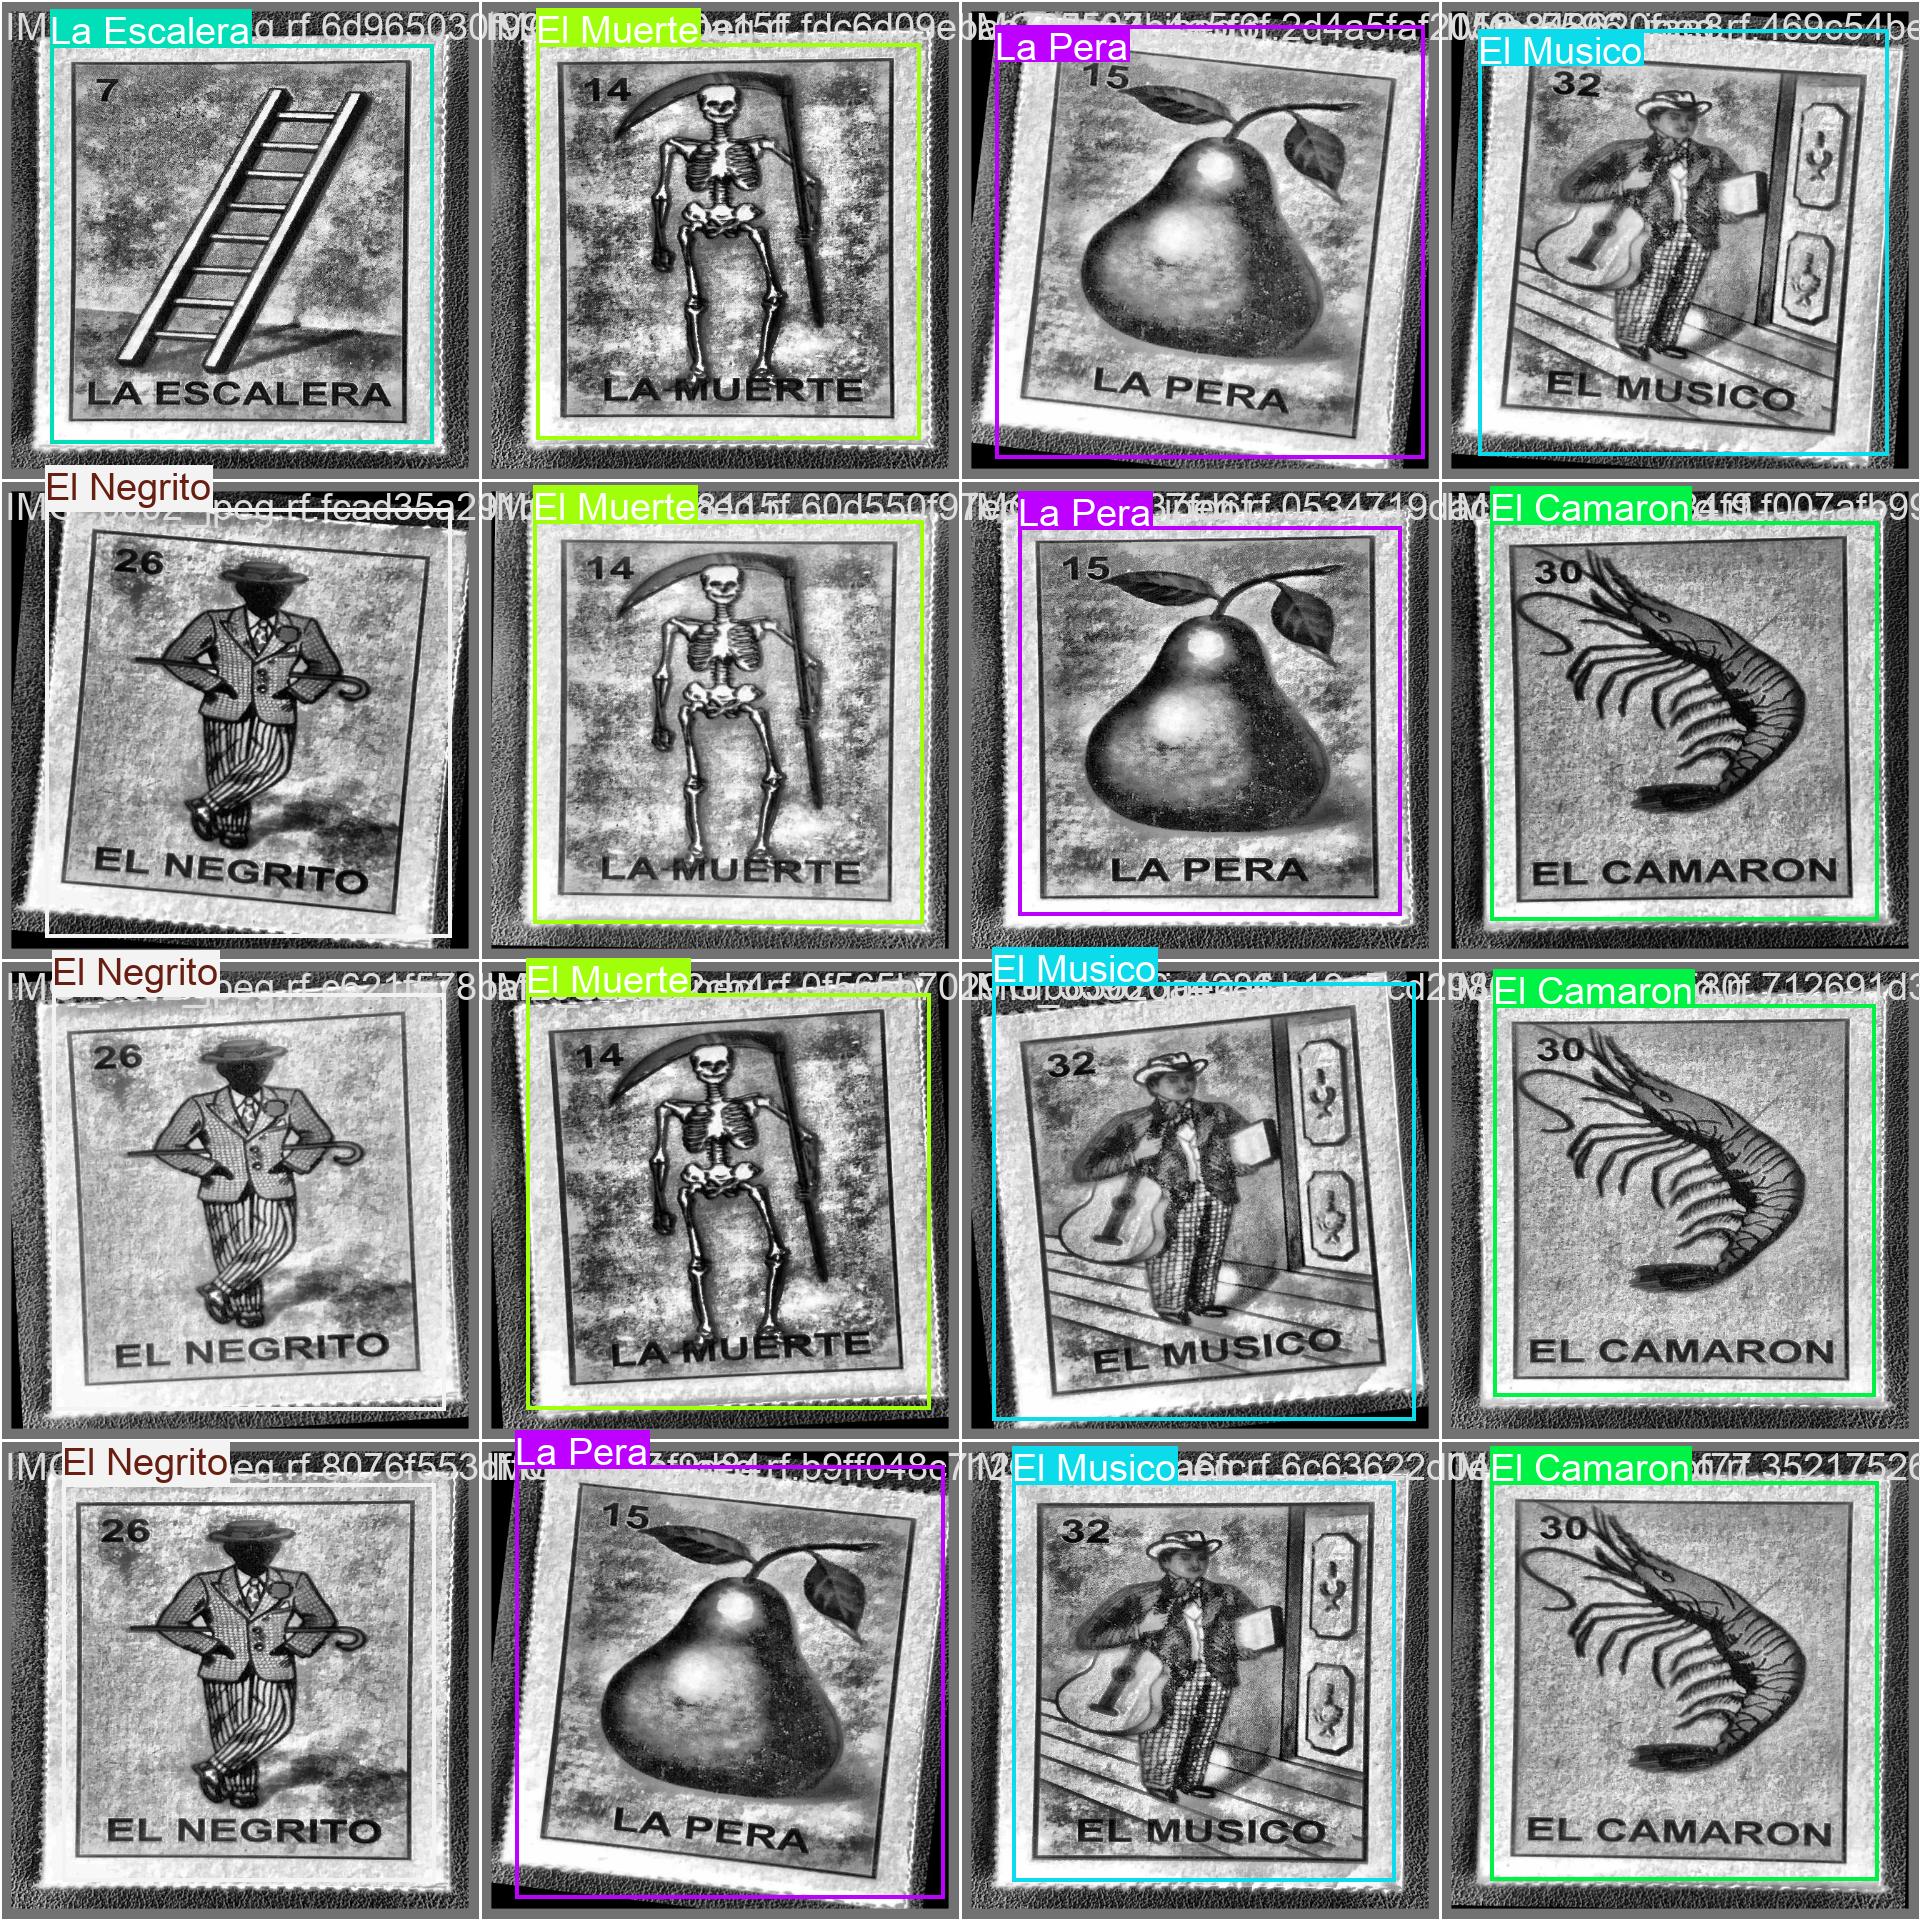 La Escalera
7
LA ESCALERA
El Muerte
14
LA MUERTE
La Pera
15
LA PERA
El Musico
32
EL MUSICO
El Negrito
26
EL NEGRITO
El Muerte
14
LA MUERTE
La Pera
15
LA PERA
El Camaron
30
EL CAMARON
El Negrito
26
EL NEGRITO
El Muerte
14
LA MUERTE
El Musico
32
EL MUSICO
El Camaron
30
EL CAMARON
El Negrito
26
EL NEGRITO
La Pera
15
LA PERA
El Musico
32
EL MUSICO
El Camaron
30
EL CAMARON